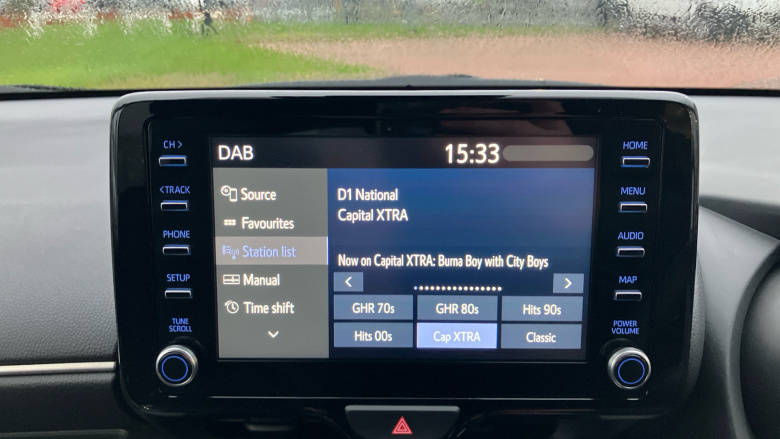 CH >
< TRACK
PHONE
SETUP
TUNE
SCROLL
DAB
15:33
Source
Favourites
Station list
Manual
Time shift
D1 National
Capital XTRA
Now on Capital XTRA: Burna Boy with City Boys
< >
GHR 70s GHR 80s Hits 90s
Hits 00s Cap XTRA Classic
HOME
MENU
AUDIO
MAP
POWER
VOLUME